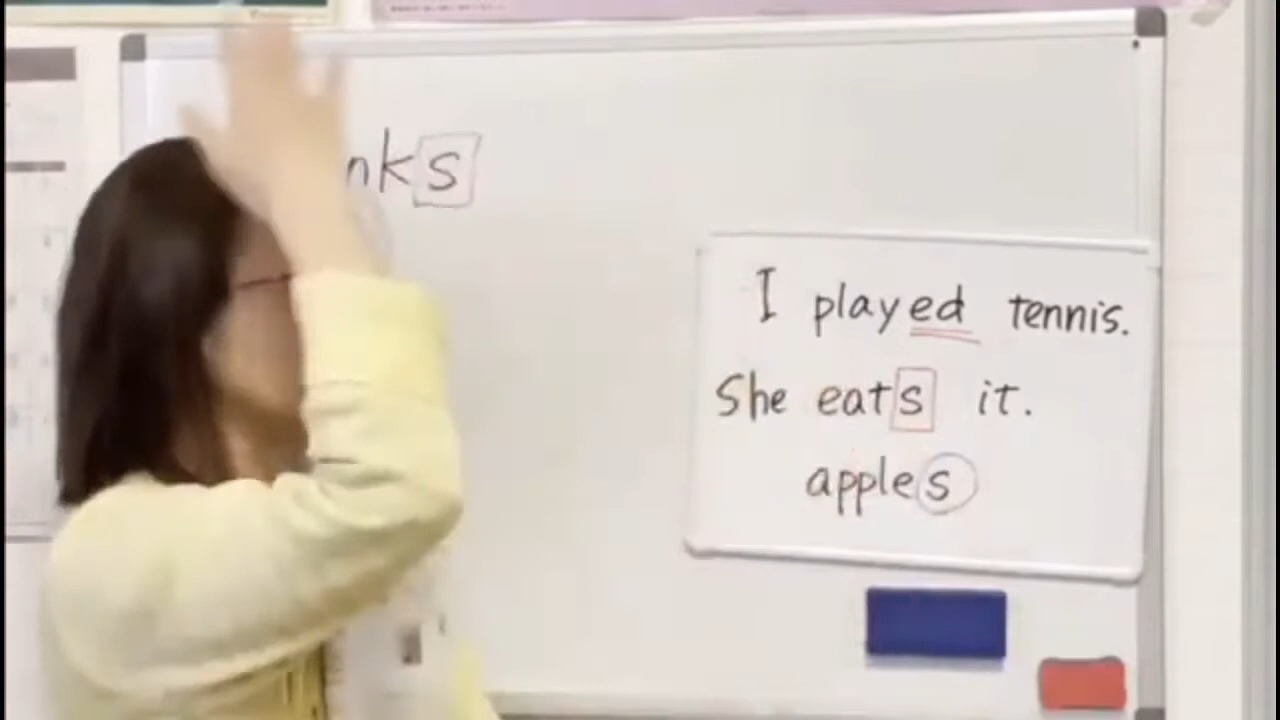 nks
I played tennis.
She eats it.
apples